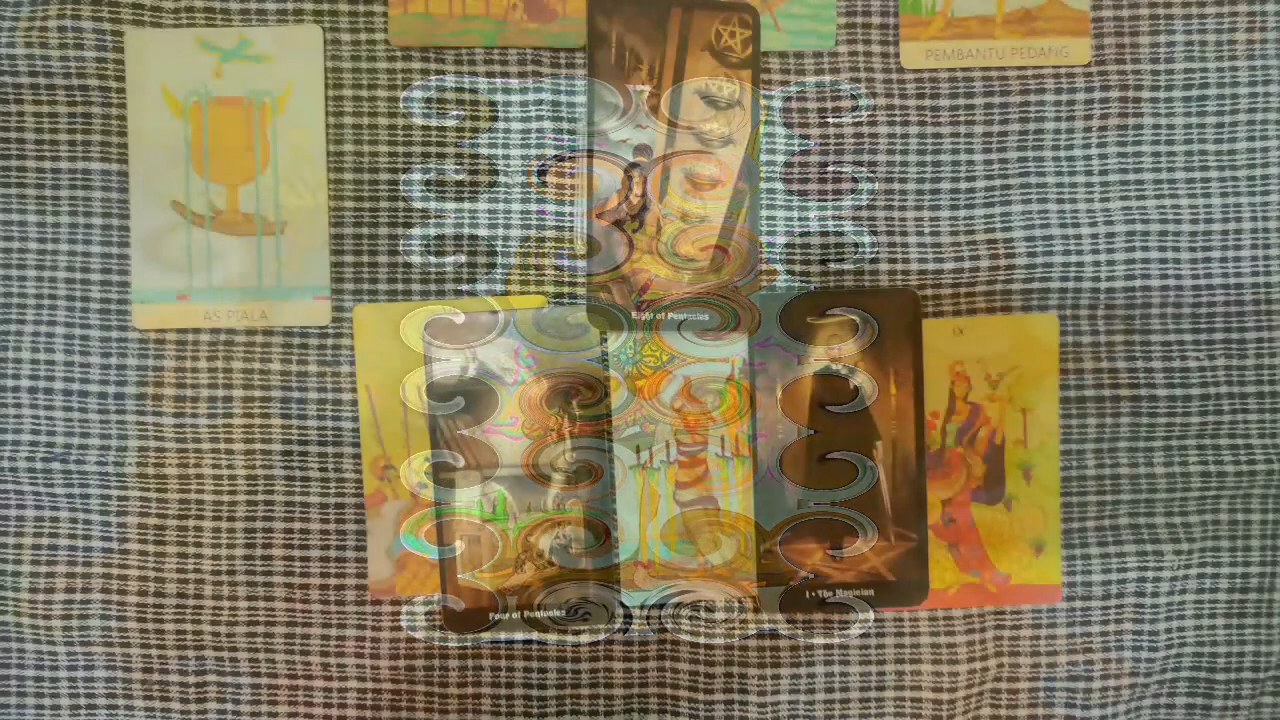 PEMBANTU PEDANG
AS PIALA
Eight of Pentacles
IX
Four of Pentacles
I • The Magician